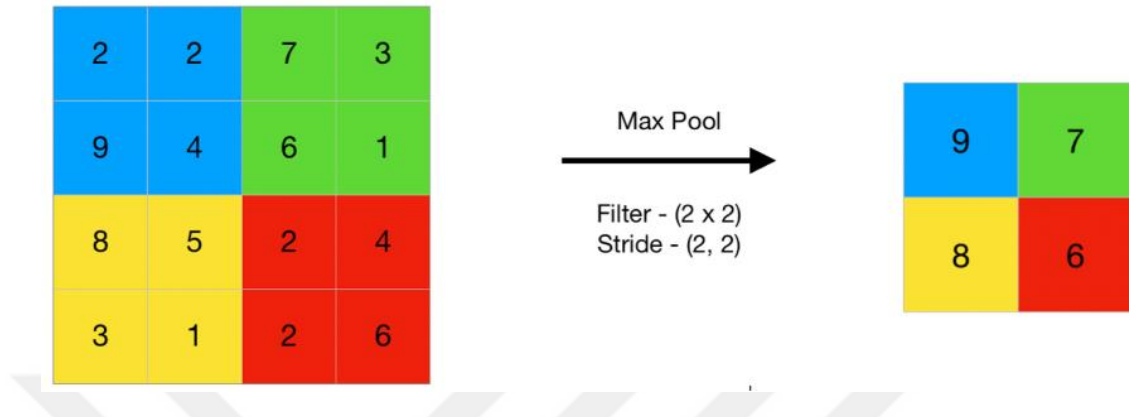 2 2 7 3
9 4 6 1
8 5 2 4
3 1 2 6
Max Pool
Filter - (2 x 2)
Stride - (2, 2)
9 7
8 6